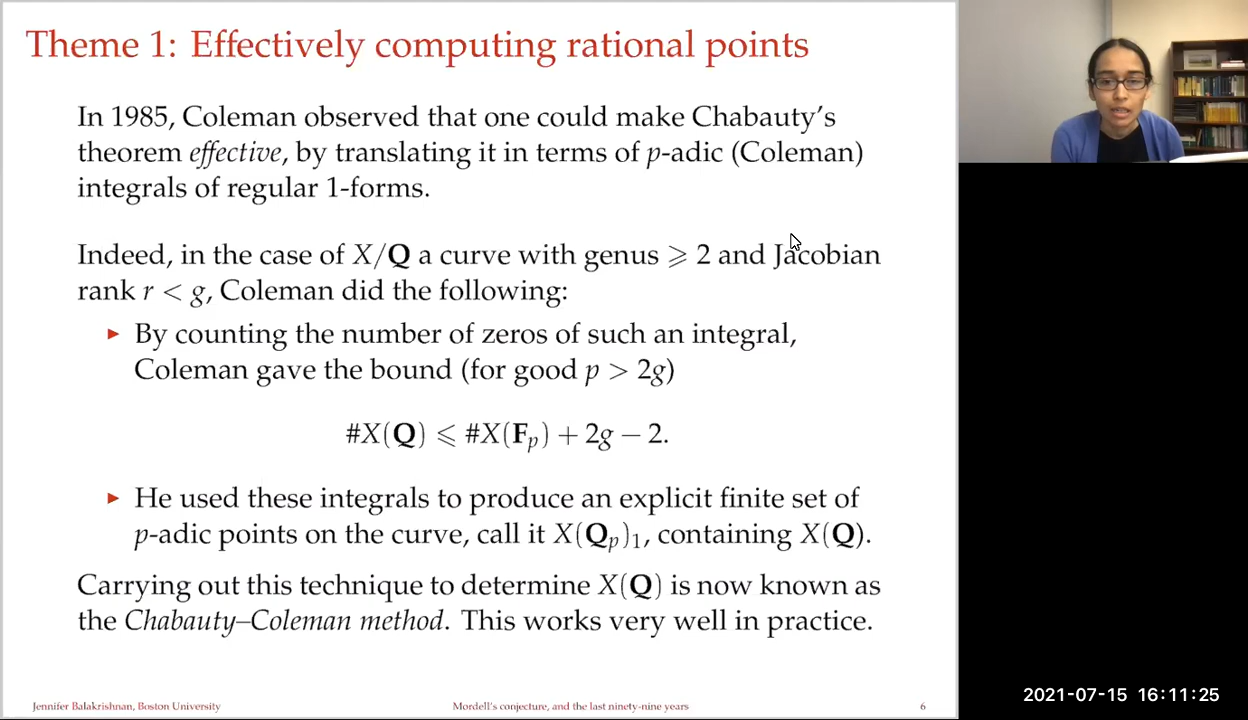 Theme 1: Effectively computing rational points
In 1985, Coleman observed that one could make Chabauty's
theorem effective, by translating it in terms of p-adic (Coleman)
integrals of regular 1-forms.
Indeed, in the case of X/Q a curve with genus ⩾ 2 and Jacobian
rank r < g, Coleman did the following:
▶ By counting the number of zeros of such an integral,
Coleman gave the bound (for good p > 2g)
#X(Q) ⩽ #X(Fₚ) + 2g − 2.
▶ He used these integrals to produce an explicit finite set of
p-adic points on the curve, call it X(Qₚ)₁, containing X(Q).
Carrying out this technique to determine X(Q) is now known as
the Chabauty–Coleman method. This works very well in practice.
Jennifer Balakrishnan, Boston University
Mordell's conjecture, and the last ninety-nine years
6
2021-07-15 16:11:25